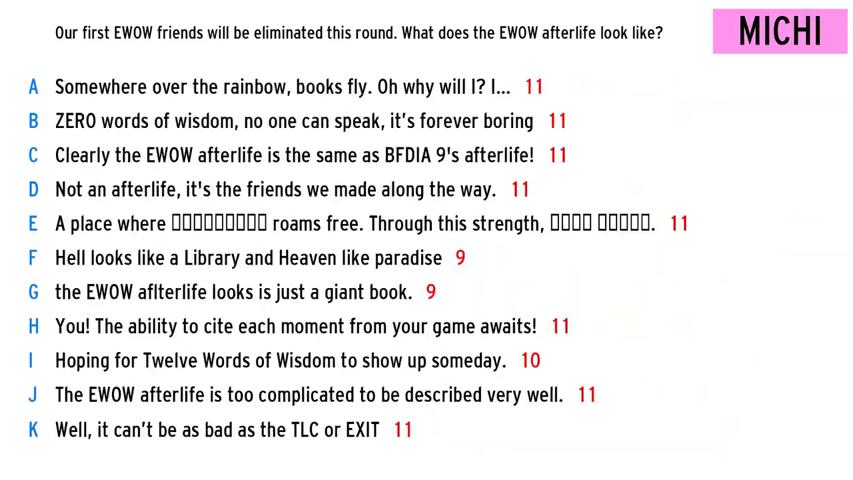 Our first EWOW friends will be eliminated this round. What does the EWOW afterlife look like?
MICHI
A Somewhere over the rainbow, books fly. Oh why will I? I... 11
B ZERO words of wisdom, no one can speak, it's forever boring 11
C Clearly the EWOW afterlife is the same as BFDIA 9's afterlife! 11
D Not an afterlife, it's the friends we made along the way. 11
E A place where ▯▯▯▯▯▯▯▯▯ roams free. Through this strength, ▯▯▯▯ ▯▯▯▯▯. 11
F Hell looks like a Library and Heaven like paradise 9
G the EWOW aflterlife looks is just a giant book. 9
H You! The ability to cite each moment from your game awaits! 11
I Hoping for Twelve Words of Wisdom to show up someday. 10
J The EWOW afterlife is too complicated to be described very well. 11
K Well, it can't be as bad as the TLC or EXIT 11